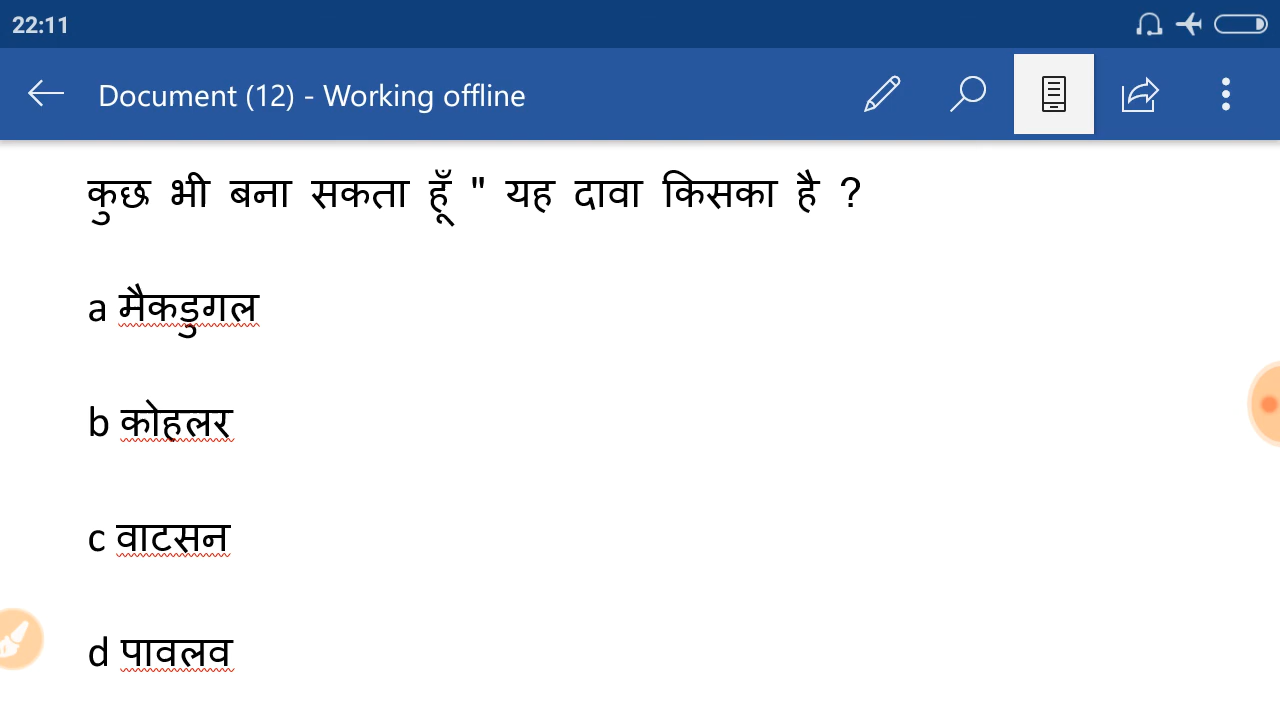 22:11
Document (12) - Working offline
कुछ भी बना सकता हूँ " यह दावा किसका है ?
a मैकडुगल
b कोहलर
c वाटसन
d पावलव